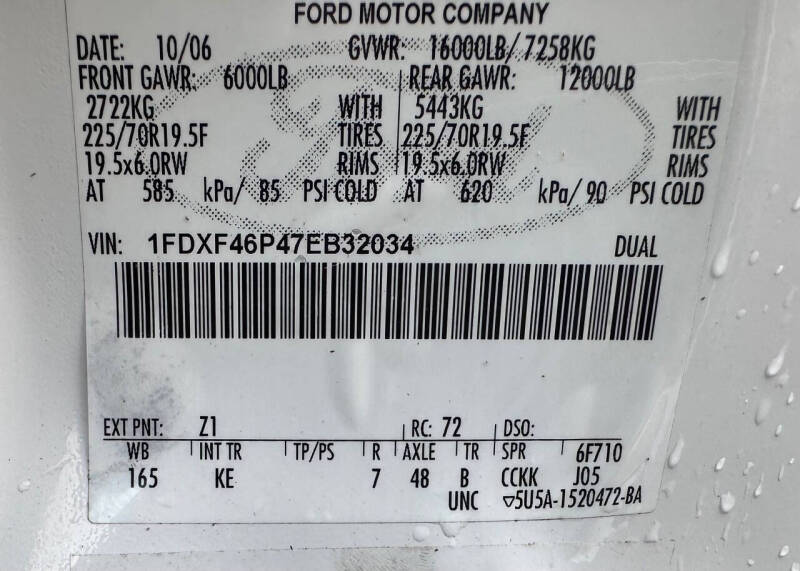 FORD MOTOR COMPANY
DATE: 10/06 GVWR: 16000LB/ 7258KG
FRONT GAWR: 6000LB REAR GAWR: 12000LB
2722KG WITH 5443KG WITH
225/70R19.5F TIRES 225/70R19.5F TIRES
19.5x6.0RW RIMS 19.5x6.0RW RIMS
AT 585 kPa/ 85 PSI COLD AT 620 kPa/ 90 PSI COLD
VIN: 1FDXF46P47EB32034 DUAL
EXT PNT: Z1 RC: 72 DSO:
WB INT TR TP/PS R AXLE TR SPR 6F710
165 KE 7 48 B CCKK J05
UNC ▽5U5A-1520472-BA